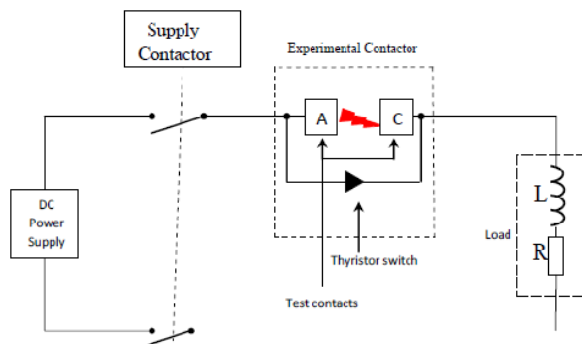 Supply
Contactor
Experimental Contactor
A
C
DC
Power
Supply
Thyristor switch
Test contacts
Load
L
R